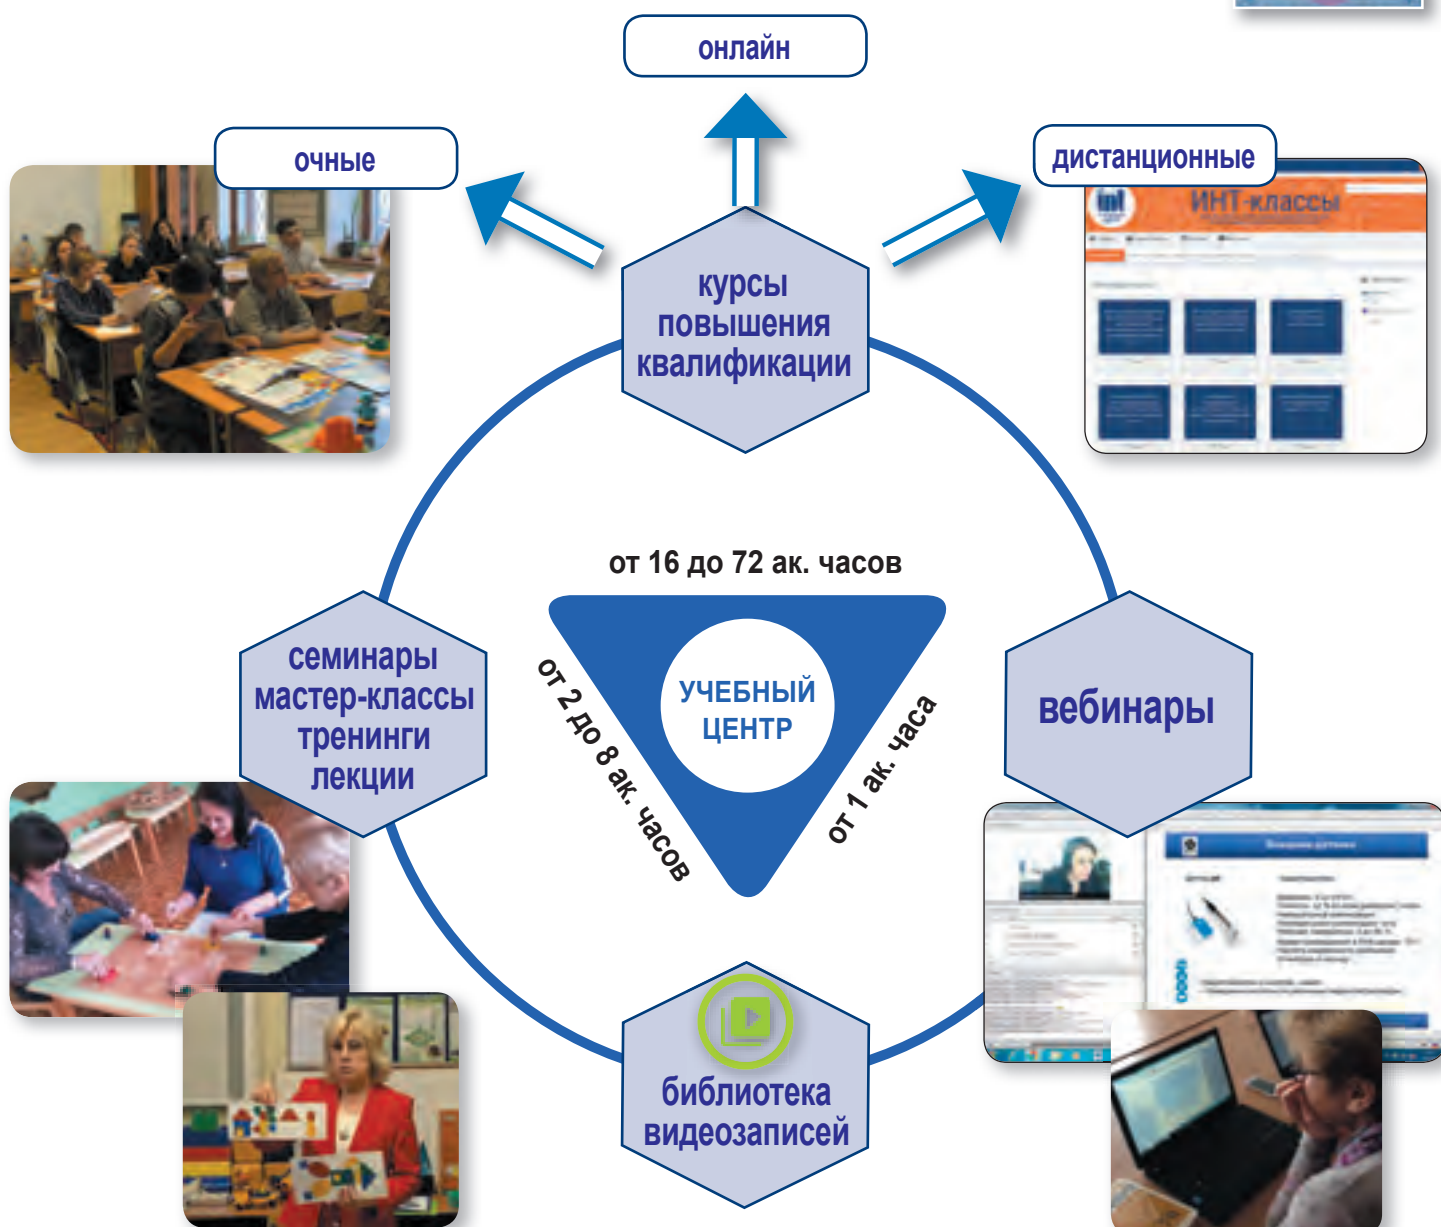 онлайн
очные
дистанционные
int
ИНТ-классы
курсы
повышения
квалификации
от 16 до 72 ак. часов
семинары
мастер-классы
тренинги
лекции
от 2 до 8 ак. часов
УЧЕБНЫЙ
ЦЕНТР
от 1 ак. часа
вебинары
библиотека
видеозаписей